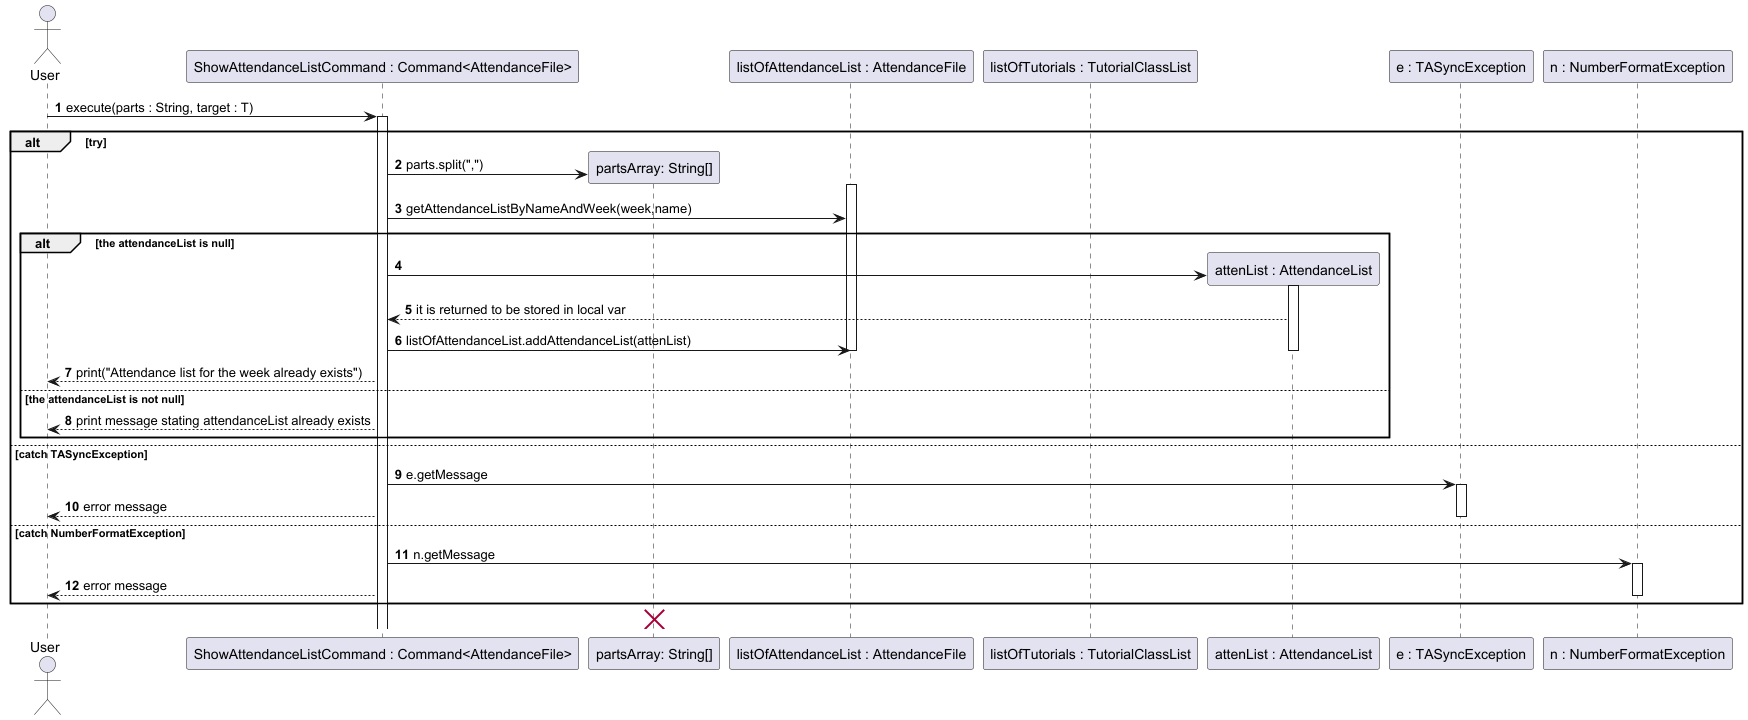 User
ShowAttendanceListCommand : Command<AttendanceFile>
listOfAttendanceList : AttendanceFile
listOfTutorials : TutorialClassList
e : TASyncException
n : NumberFormatException
1 execute(parts : String, target : T)
alt [try]
2 parts.split(",")
partsArray: String[]
3 getAttendanceListByNameAndWeek(week,name)
alt [the attendanceList is null]
4
attenList : AttendanceList
5 it is returned to be stored in local var
6 listOfAttendanceList.addAttendanceList(attenList)
7 print("Attendance list for the week already exists")
[the attendanceList is not null]
8 print message stating attendanceList already exists
[catch TASyncException]
9 e.getMessage
10 error message
[catch NumberFormatException]
11 n.getMessage
12 error message
User
ShowAttendanceListCommand : Command<AttendanceFile>
partsArray: String[]
listOfAttendanceList : AttendanceFile
listOfTutorials : TutorialClassList
attenList : AttendanceList
e : TASyncException
n : NumberFormatException